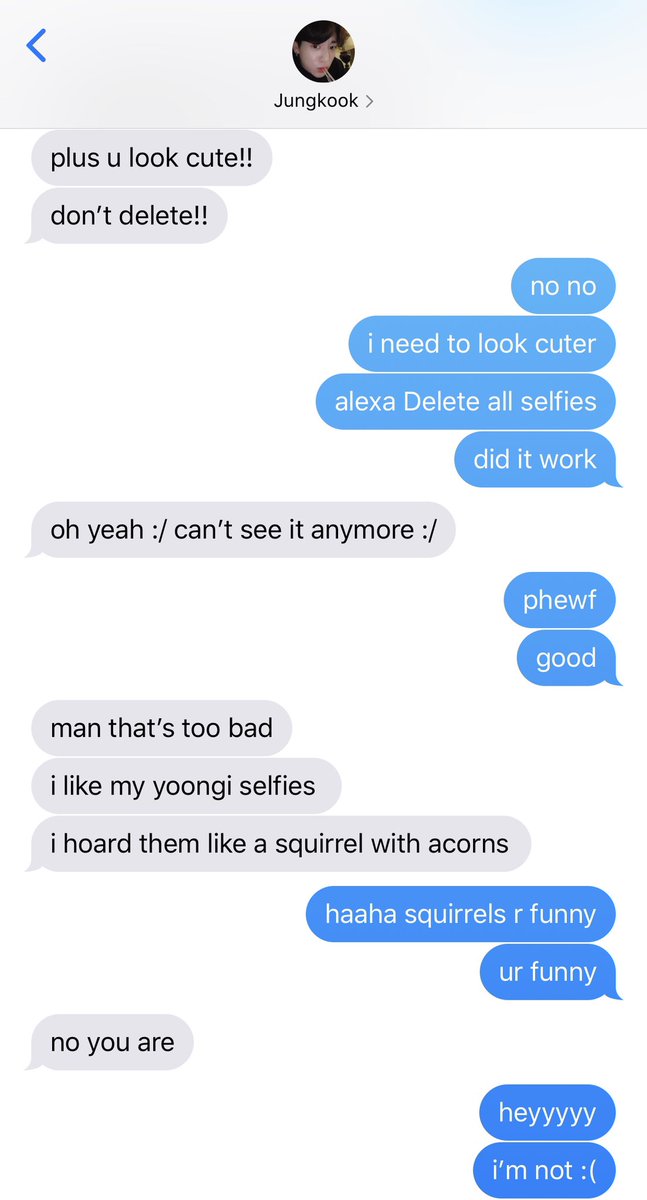 Jungkook
plus u look cute!!
don’t delete!!
no no
i need to look cuter
alexa Delete all selfies
did it work
oh yeah :/ can’t see it anymore :/
phewf
good
man that’s too bad
i like my yoongi selfies
i hoard them like a squirrel with acorns
haaha squirrels r funny
ur funny
no you are
heyyyyy
i’m not :(